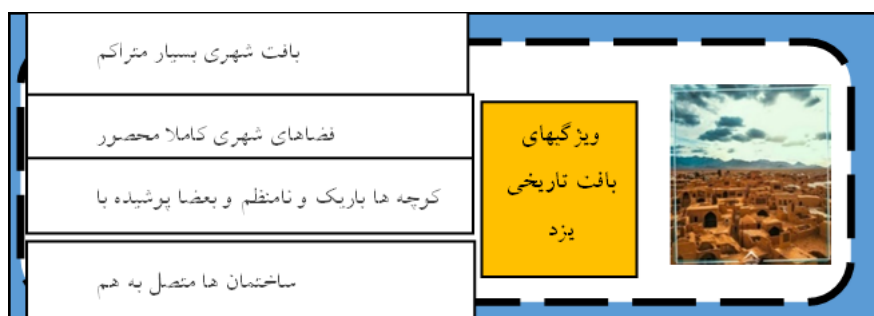 ویژگیهای
بافت تاریخی
یزد
بافت شهری بسیار متراکم
فضاهای شهری کاملا محصور
کوچه ها باریک و نامنظم و بعضا پوشیده با
ساختمان ها متصل به هم